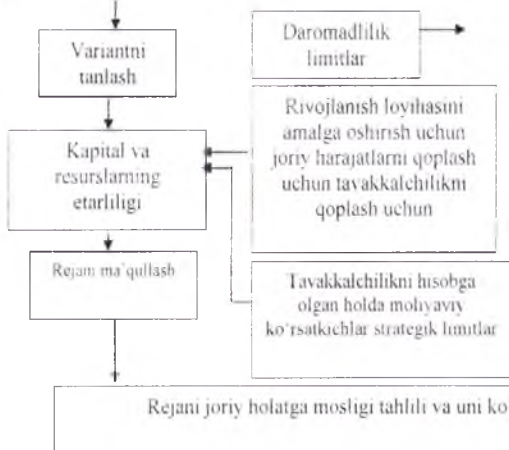 Variantni
tanlash
Daromadlilik
limitlar
Kapital va
resurslarning
etarliligi
Rivojlanish loyihasini
amalga oshirish uchun
joriy harajatlarni qoplash
uchun tavakkalchilikni
qoplash uchun
Rejani ma`qullash
Tavakkalchilikni hisobga
olgan holda moliyaviy
ko‘rsatkichlar strategik limitlar
Rejani joriy holatga mosligi tahlili va uni ko